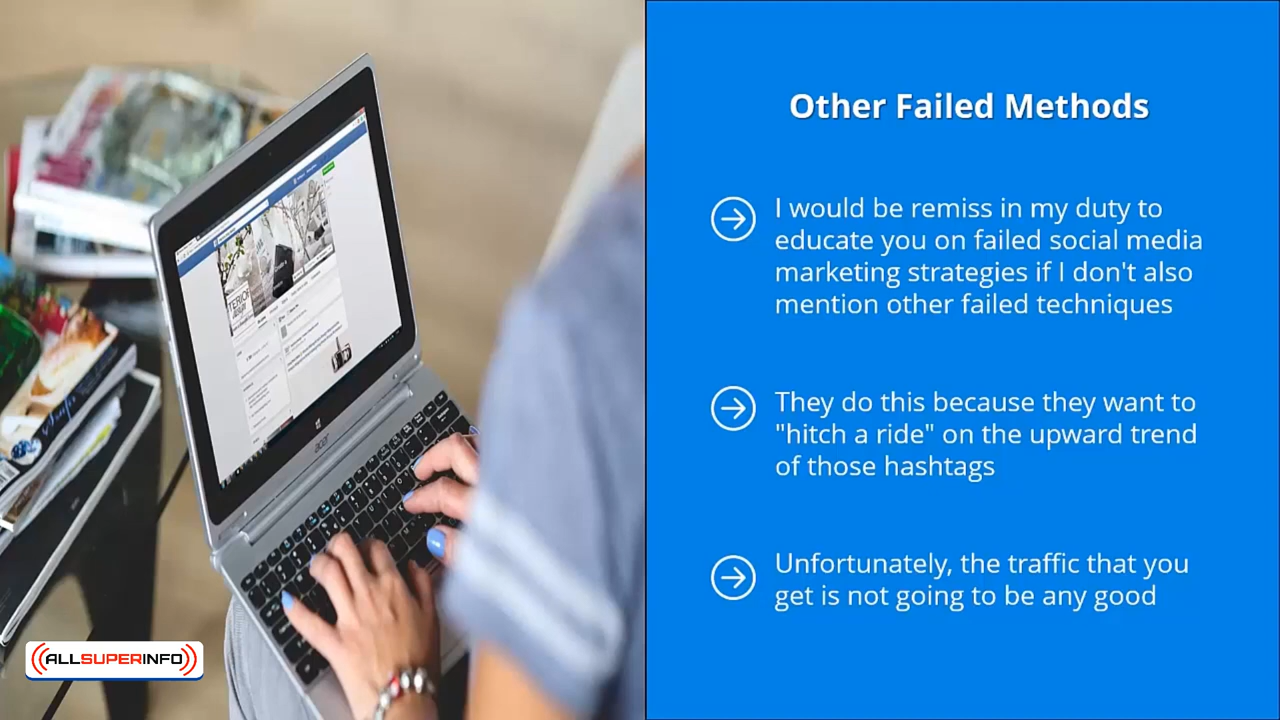 Other Failed Methods
I would be remiss in my duty to
educate you on failed social media
marketing strategies if I don't also
mention other failed techniques
They do this because they want to
"hitch a ride" on the upward trend
of those hashtags
Unfortunately, the traffic that you
get is not going to be any good
acer
ALLSUPERINFO